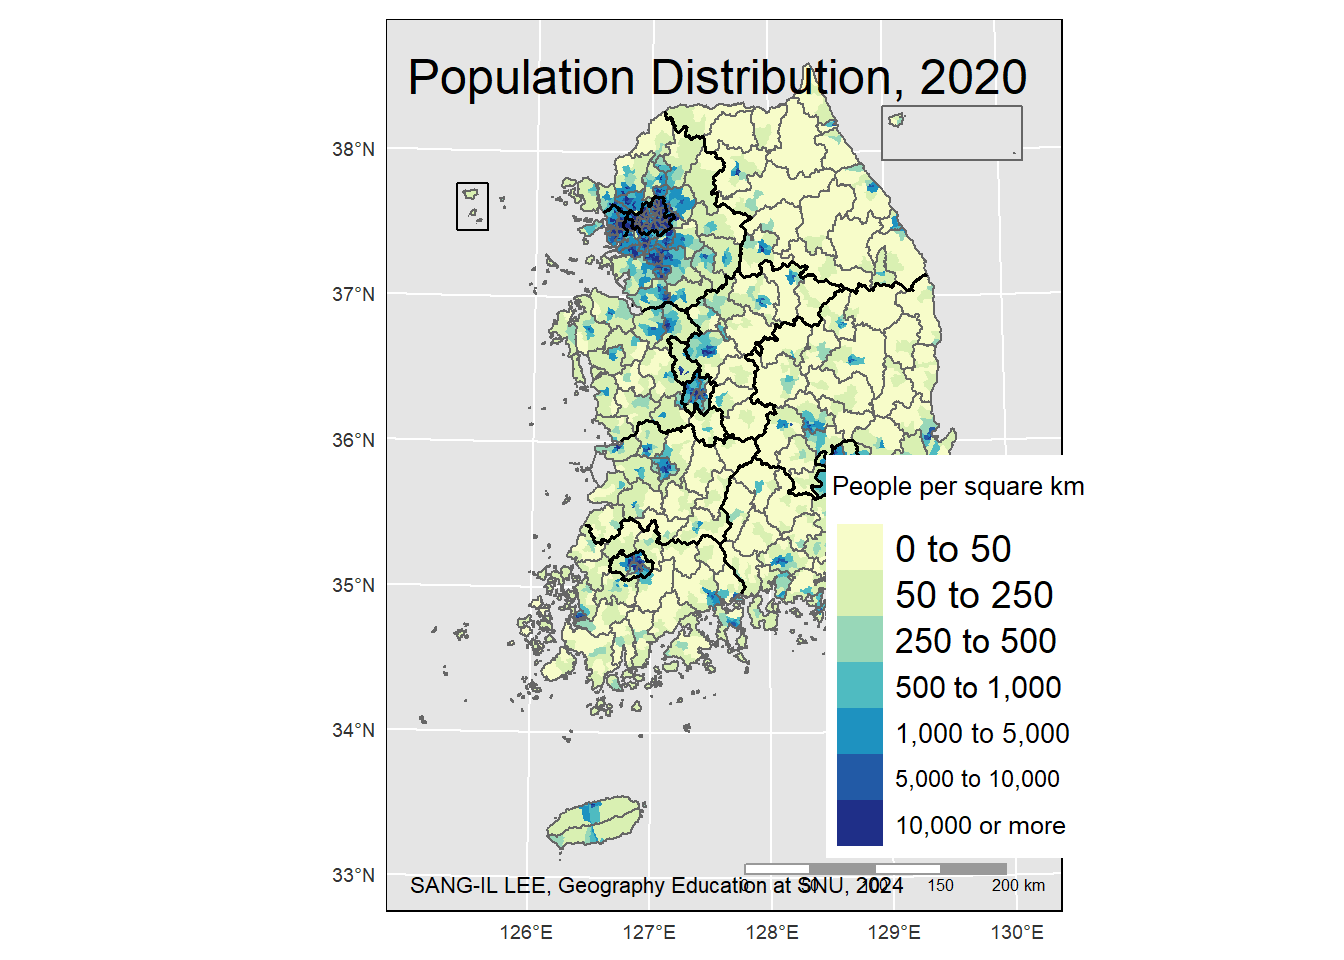 Population Distribution, 2020
38°N
37°N
36°N
35°N
34°N
33°N
People per square km
0 to 50
50 to 250
250 to 500
500 to 1,000
1,000 to 5,000
5,000 to 10,000
10,000 or more
SANG-IL LEE, Geography Education at SNU, 2024
0 50 100 150 200 km
126°E 127°E 128°E 129°E 130°E